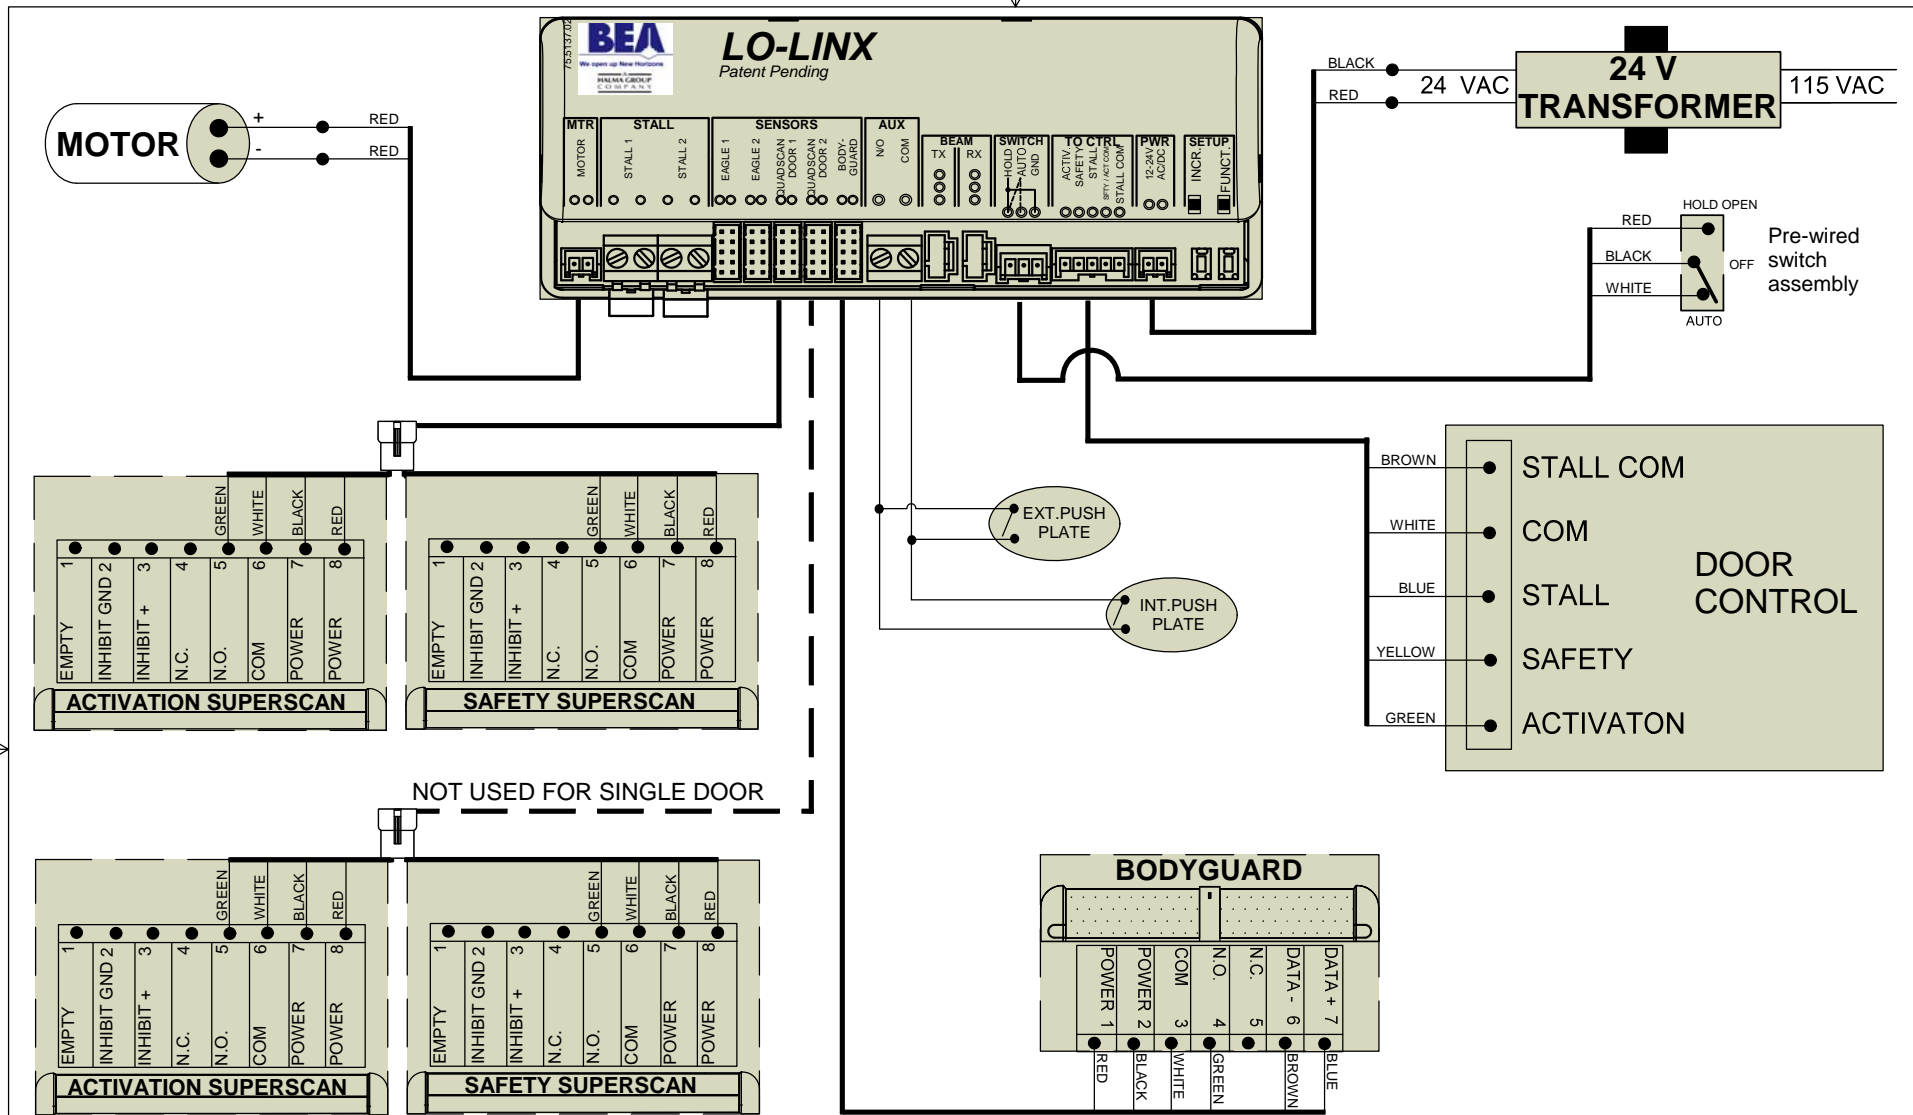 75.5137.02
BEA
We open up New Horizons
A
HALMA GROUP
COMPANY
LO-LINX
Patent Pending
MTR
STALL
SENSORS
AUX
BEAM
SWITCH
TO CTRL
PWR
SETUP
MOTOR
STALL 1
STALL 2
EAGLE 1
EAGLE 2
QUADSCAN
DOOR 1
QUADSCAN
DOOR 2
BODY-
GUARD
N/O
COM
TX
RX
HOLD
AUTO
GND
ACTIV.
SAFETY
STALL
SFTY / ACT COM
STALL COM
12-24V
AC/DC
INCR.
FUNCT.
MOTOR
+
-
RED
RED
BLACK
RED
24 VAC
24 V
TRANSFORMER
115 VAC
HOLD OPEN
RED
BLACK
OFF
WHITE
AUTO
Pre-wired
switch
assembly
GREEN
WHITE
BLACK
RED
1
EMPTY
INHIBIT GND 2
INHIBIT + 3
N.C. 4
N.O. 5
COM 6
POWER 7
POWER 8
ACTIVATION SUPERSCAN
GREEN
WHITE
BLACK
RED
1
EMPTY
INHIBIT GND 2
INHIBIT + 3
N.C. 4
N.O. 5
COM 6
POWER 7
POWER 8
SAFETY SUPERSCAN
EXT.PUSH
PLATE
INT.PUSH
PLATE
BROWN
STALL COM
WHITE
COM
BLUE
STALL
YELLOW
SAFETY
GREEN
ACTIVATON
DOOR
CONTROL
NOT USED FOR SINGLE DOOR
GREEN
WHITE
BLACK
RED
1
EMPTY
INHIBIT GND 2
INHIBIT + 3
N.C. 4
N.O. 5
COM 6
POWER 7
POWER 8
ACTIVATION SUPERSCAN
GREEN
WHITE
BLACK
RED
1
EMPTY
INHIBIT GND 2
INHIBIT + 3
N.C. 4
N.O. 5
COM 6
POWER 7
POWER 8
SAFETY SUPERSCAN
BODYGUARD
POWER 1
POWER 2
COM 3
N.O. 4
N.C. 5
DATA - 6
DATA + 7
RED
BLACK
WHITE
GREEN
BROWN
BLUE